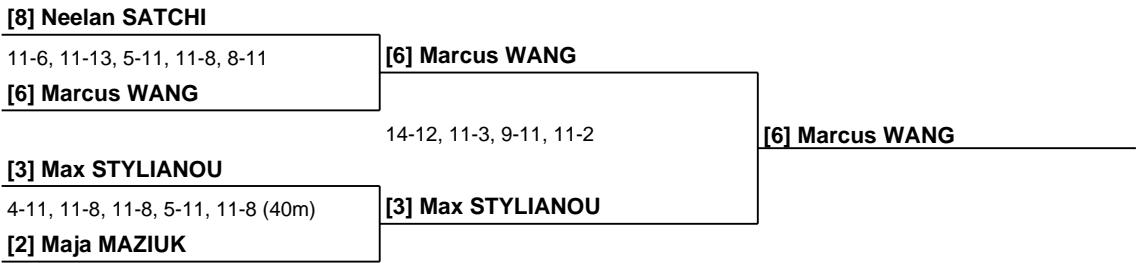 [8] Neelan SATCHI
11-6, 11-13, 5-11, 11-8, 8-11
[6] Marcus WANG
[6] Marcus WANG
14-12, 11-3, 9-11, 11-2
[6] Marcus WANG
[3] Max STYLIANOU
4-11, 11-8, 11-8, 5-11, 11-8 (40m)
[3] Max STYLIANOU
[2] Maja MAZIUK